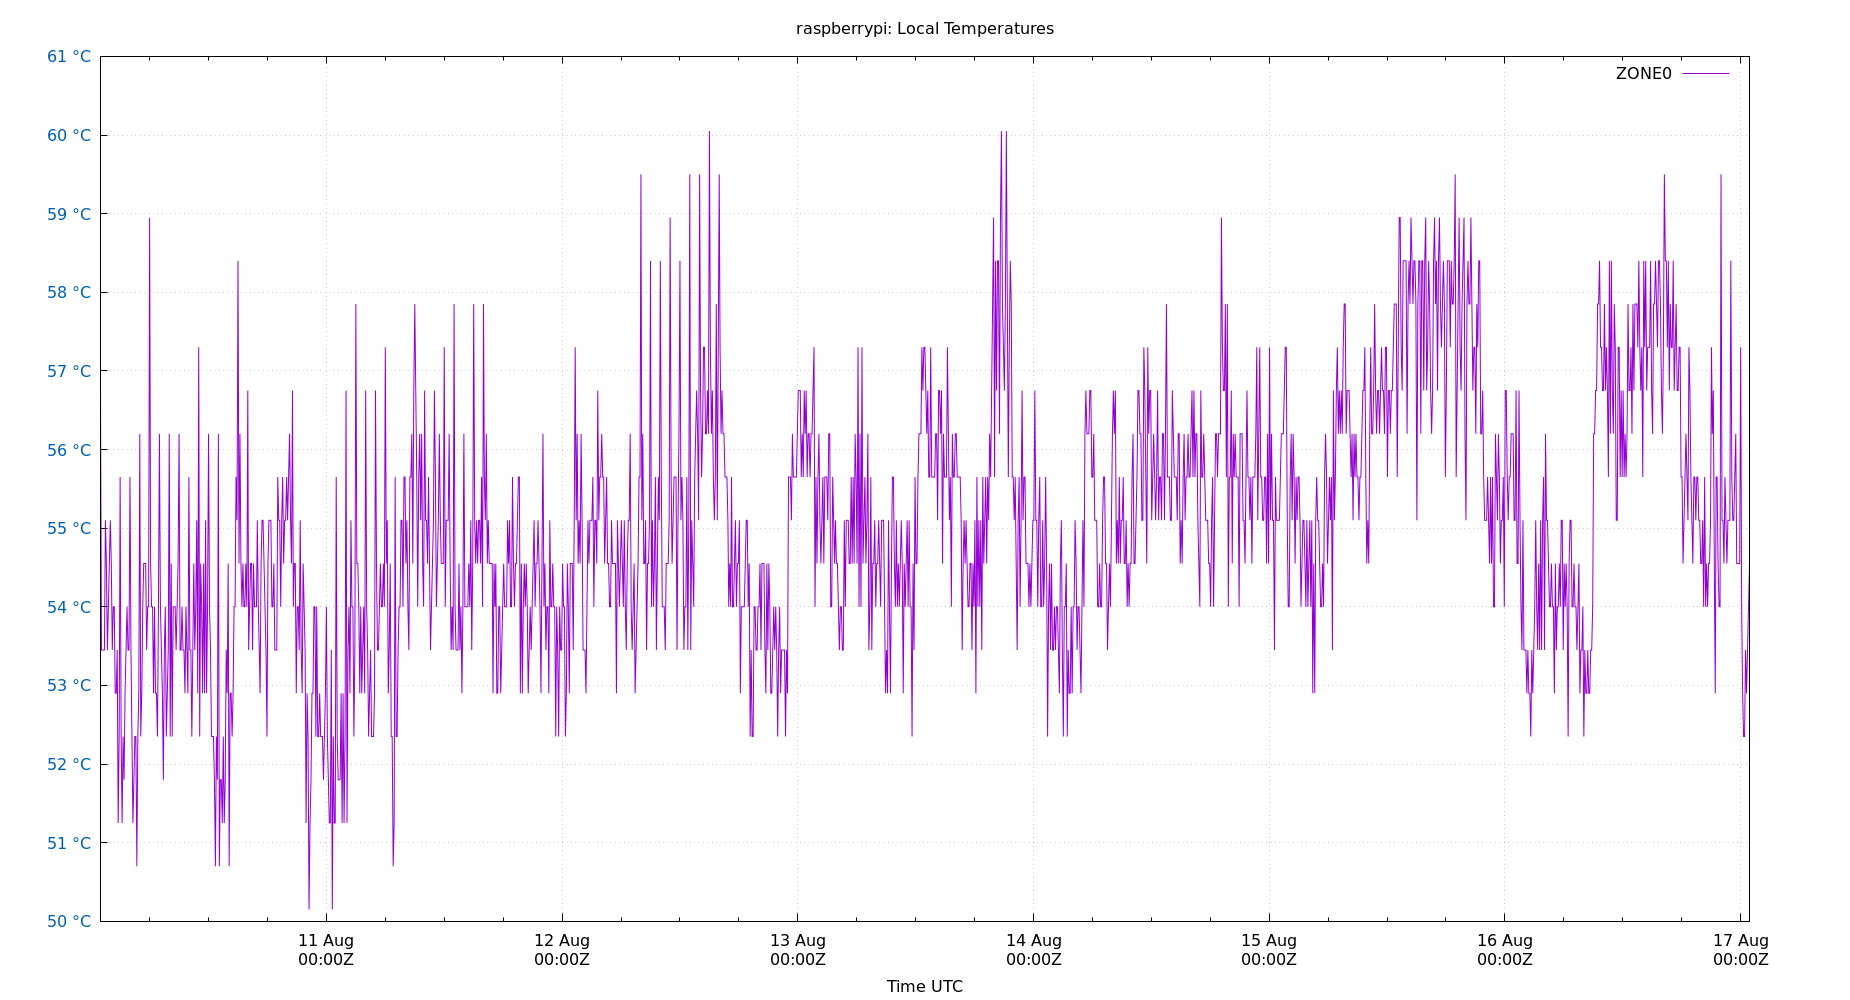 raspberrypi: Local Temperatures
61 °C
ZONE0
60 °C
59 °C
58 °C
57 °C
56 °C
55 °C
54 °C
53 °C
52 °C
51 °C
50 °C
11 Aug 12 Aug 13 Aug 14 Aug 15 Aug 16 Aug 17 Aug
00:00Z 00:00Z 00:00Z 00:00Z 00:00Z 00:00Z 00:00Z
Time UTC